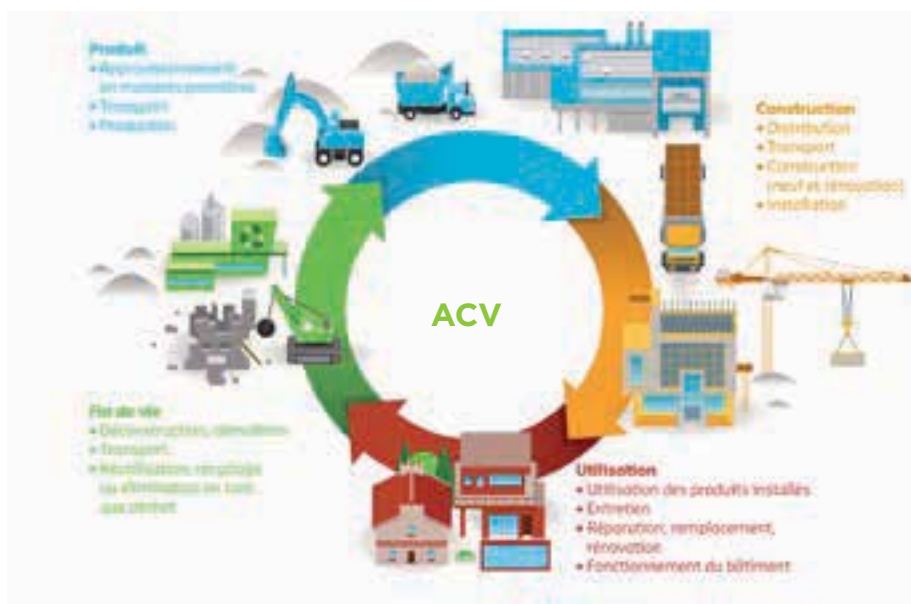 Produit
• Approvisionnement
en matières premières
• Transport
• Production
Construction
• Distribution
• Transport
• Construction
(neuf et rénovation)
• Installation
ACV
Fin de vie
• Déconstruction, démolition
• Transport
• Réutilisation, recyclage
ou élimination en tant
que déchet
Utilisation
• Utilisation des produits installés
• Entretien
• Réparation, remplacement,
rénovation
• Fonctionnement du bâtiment